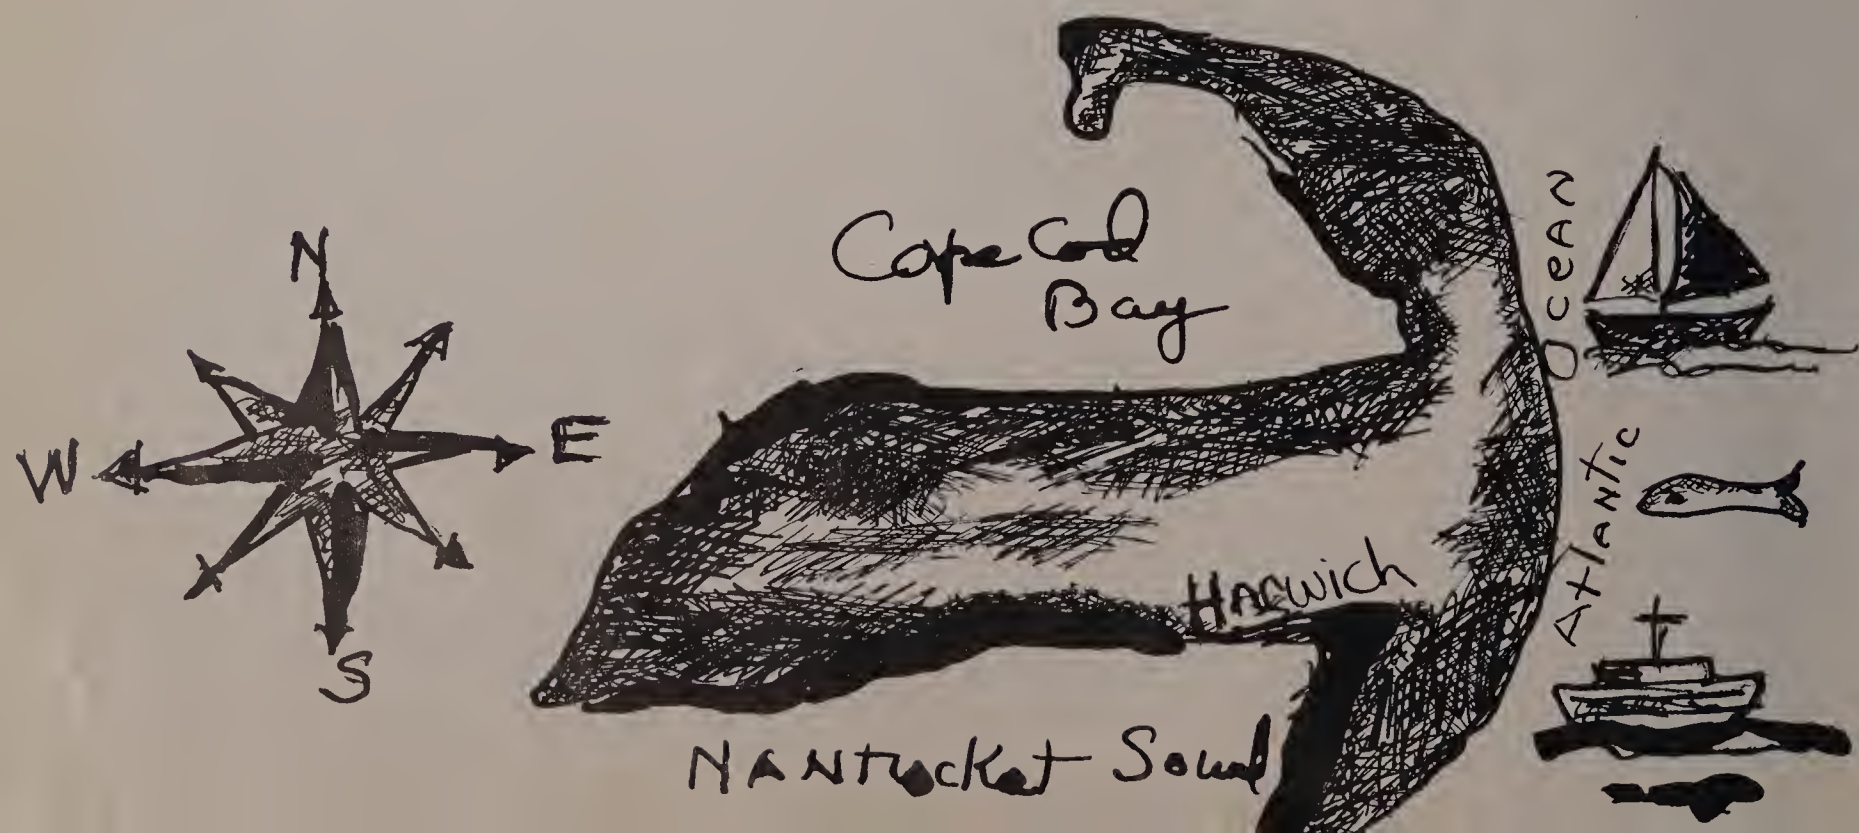 N
W
E
S
Cape Cod
Bay
Atlantic Ocean
Harwich
Nantucket Sound